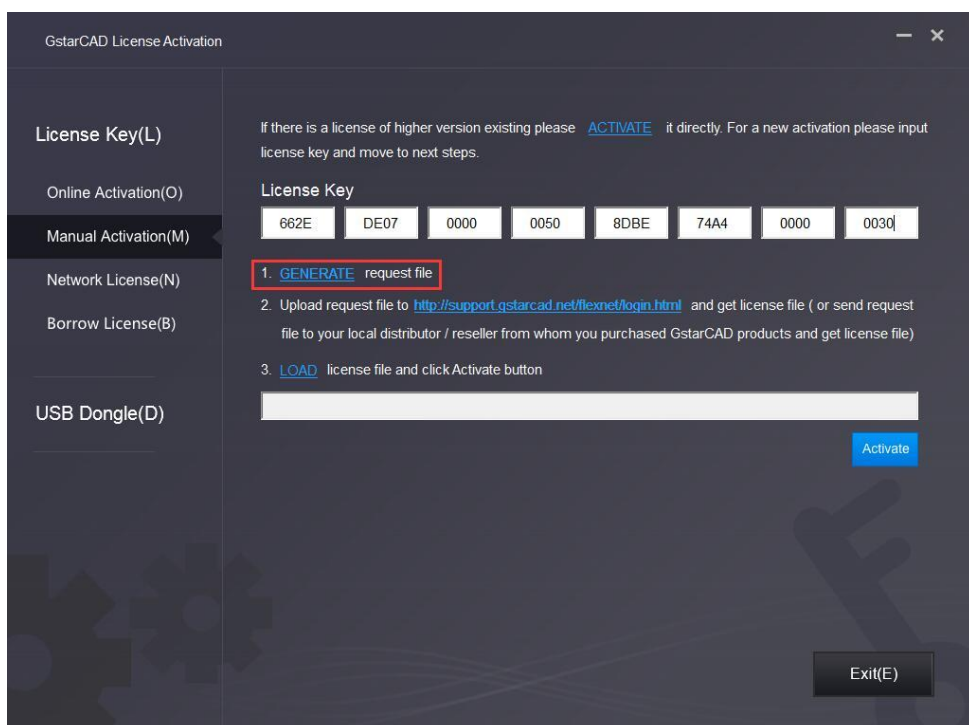 GstarCAD License Activation
License Key(L)
Online Activation(O)
Manual Activation(M)
Network License(N)
Borrow License(B)
USB Dongle(D)
If there is a license of higher version existing please ACTIVATE it directly. For a new activation please input
license key and move to next steps.
License Key
662E DE07 0000 0050 8DBE 74A4 0000 0030
1. GENERATE request file
2. Upload request file to http://support.gstarcad.net/flexnet/login.html and get license file ( or send request
file to your local distributor / reseller from whom you purchased GstarCAD products and get license file)
3. LOAD license file and click Activate button
Activate
Exit(E)